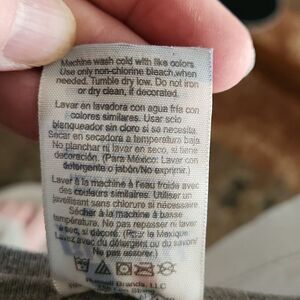 Machine wash cold with like colors.
Use only non-chlorine bleach when
needed. Tumble dry low. Do not iron
or dry clean, if decorated.
Lavar en lavadora con agua fría con
colores similares. Usar solo
blanqueador sin cloro si se necesita.
Secar en secadora a temperatura baja.
No planchar ni lavar en seco, si tiene
decoración. (Para México: Lavar con
detergente o jabón/No exprimir.)
Laver à la machine à l'eau froide avec
des couleurs similaires. Utiliser un
javellisant sans chlorure si nécessaire.
Sécher à la machine à basse
température. Ne pas repasser ni laver
à sec, si décoré. (Pour le Mexique
Lavez avec du détergent ou du savon/
Ne pas assorer.)
Russell Brands, LLC